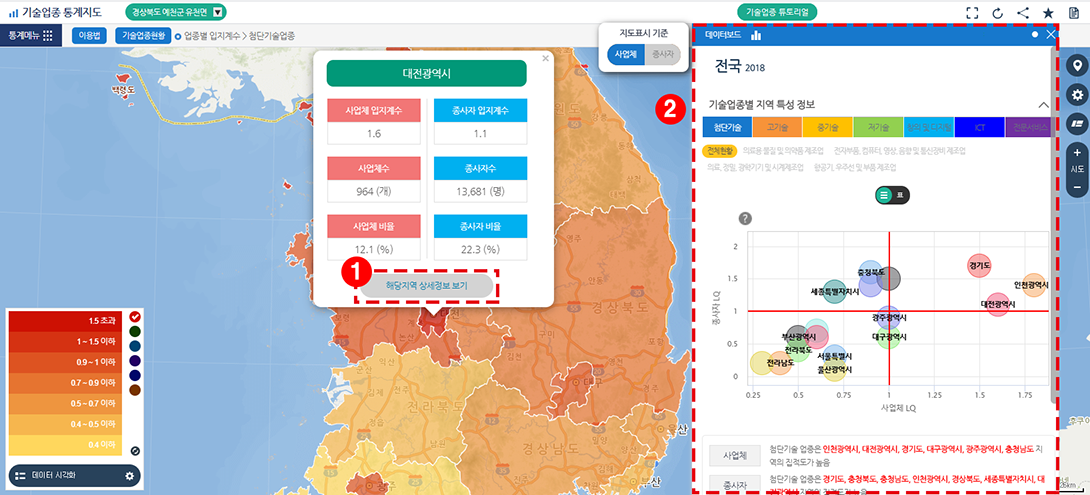 기술업종 통계지도
경상북도 예천군 유천면 ▼
기술업종 튜토리얼
통계메뉴
이용법
기술업종현황
업종별 입지계수 > 첨단기술업종
백령도
대전광역시
사업체 입지계수
종사자 입지계수
1.6
1.1
사업체수
종사자수
964 (개)
13,681 (명)
사업체 비율
종사자 비율
12.1 (%)
22.3 (%)
1
해당지역 상세정보 보기
지도표시 기준
사업체
종사자
2
대전
논산
경상북도
구미
대구
전라북도
경상남도
울산
부산
1.5 초과
1 ~ 1.5 이하
0.9 ~ 1 이하
0.7 ~ 0.9 이하
0.5 ~ 0.7 이하
0.4 ~ 0.5 이하
0.4 이하
데이터 시각화
데이터보드
전국 2018
기술업종별 지역 특성 정보
첨단기술
고기술
중기술
저기술
ICT
전문서비스
전체현황
의료용 물질 및 의약품 제조업
전자부품, 컴퓨터, 영상, 음향 및 통신장비 제조업
의료, 정밀, 광학기기 및 시계제조업
항공기, 우주선 및 부품 제조업
표
?
종사자 LQ
2
1.5
1
0.5
0
경기도
충청북도
인천광역시
세종특별자치시
대전광역시
광주광역시
부산광역시
대구광역시
전라북도
서울특별시
전라남도
울산광역시
0.25
0.5
0.75
1
1.25
1.5
1.75
사업체 LQ
사업체
첨단기술 업종은 인천광역시, 대전광역시, 경기도, 대구광역시, 광주광역시, 충청남도 지
역의 집적도가 높음
종사자
첨단기술 업종은 경기도, 충청북도, 충청남도, 인천광역시, 경상북도, 세종특별자치시, 대
+
시도
−